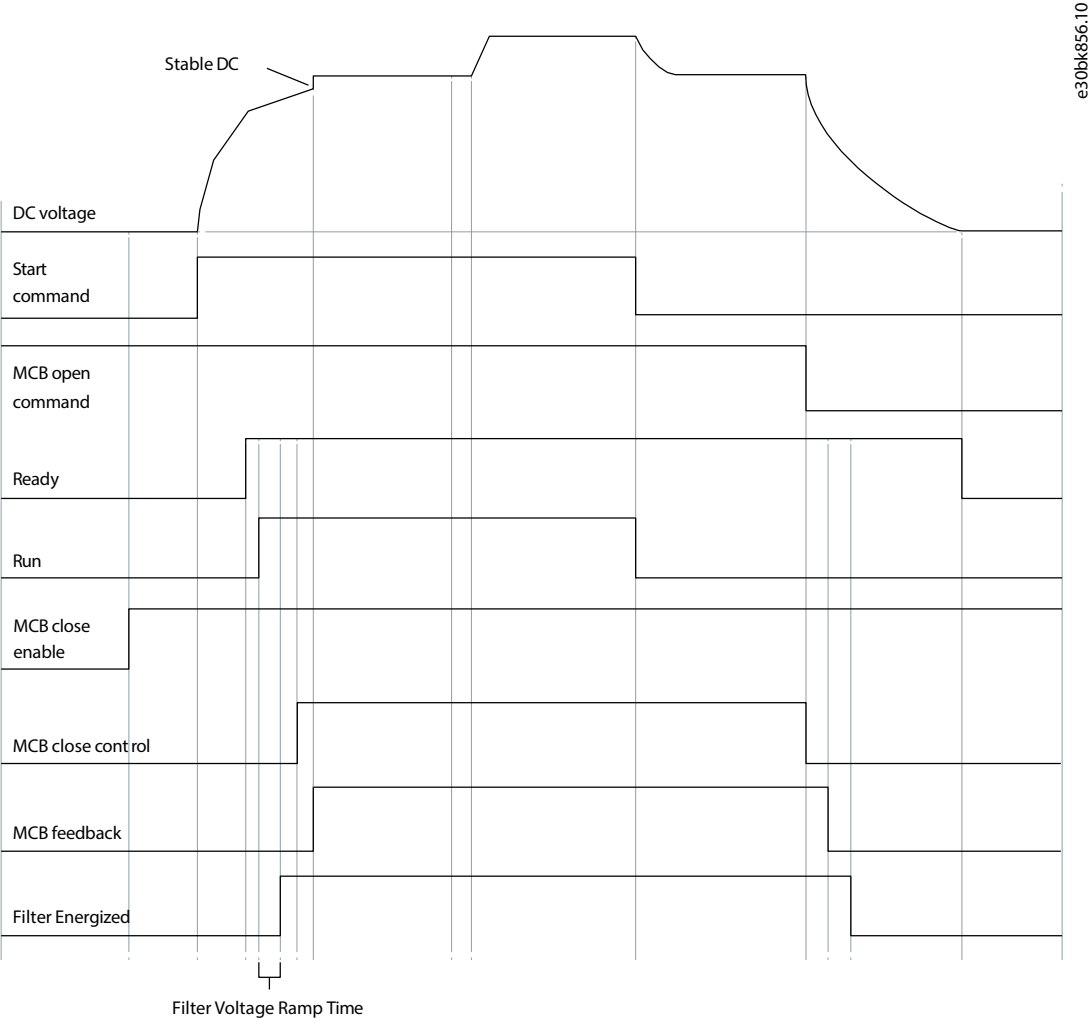 e30bk856.10
Stable DC
DC voltage
Start
command
MCB open
command
Ready
Run
MCB close
enable
MCB close control
MCB feedback
Filter Energized
Filter Voltage Ramp Time